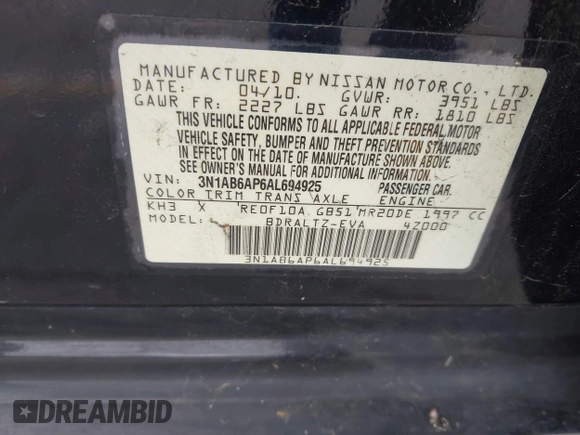 MANUFACTURED BY NISSAN MOTOR CO., LTD.
DATE: 04/10. GVWR: 3951 LBS
GAWR FR: 2227 LBS GAWR RR: 1810 LBS
THIS VEHICLE CONFORMS TO ALL APPLICABLE FEDERAL MOTOR
VEHICLE SAFETY, BUMPER AND THEFT PREVENTION STANDARDS
IN EFFECT ON THE DATE OF MANUFACTURE SHOWN ABOVE.
SEE OWNER'S MANUAL FOR ADDITIONAL INFORMATION.
VIN: 3N1AB6AP6AL694925 PASSENGER CAR.
COLOR TRIM TRANS AXLE ENGINE
KH3 X RE0F10A GB51 MR20DE 1997 CC
MODEL: BDRALTZ-EVA 4Z000
3N1AB6AP6AL694925
DREAMBID